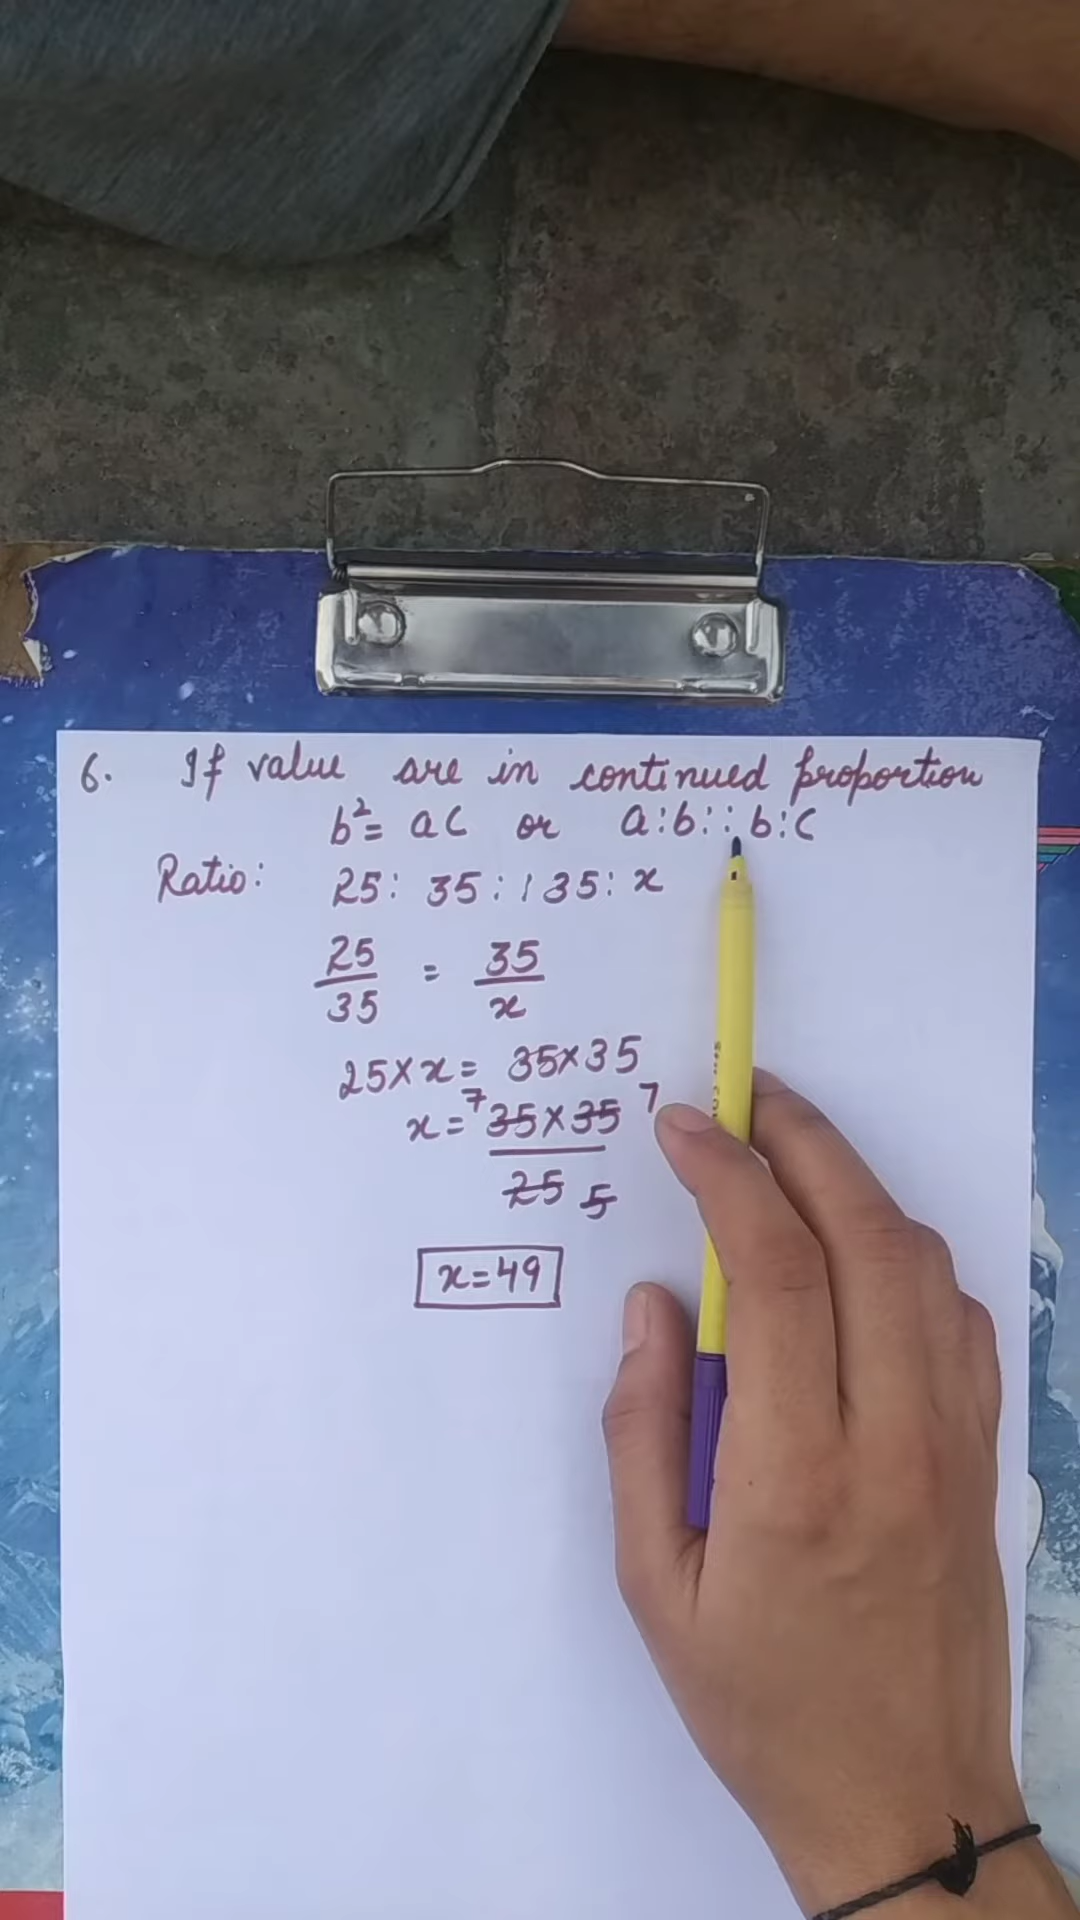 6. If value are in continued proportion
b²= ac or a:b::b:c
Ratio: 25: 35 :: 35: x
25/35 = 35/x
25×x= 35×35
x= 7 35×35 7
25 5
x=49